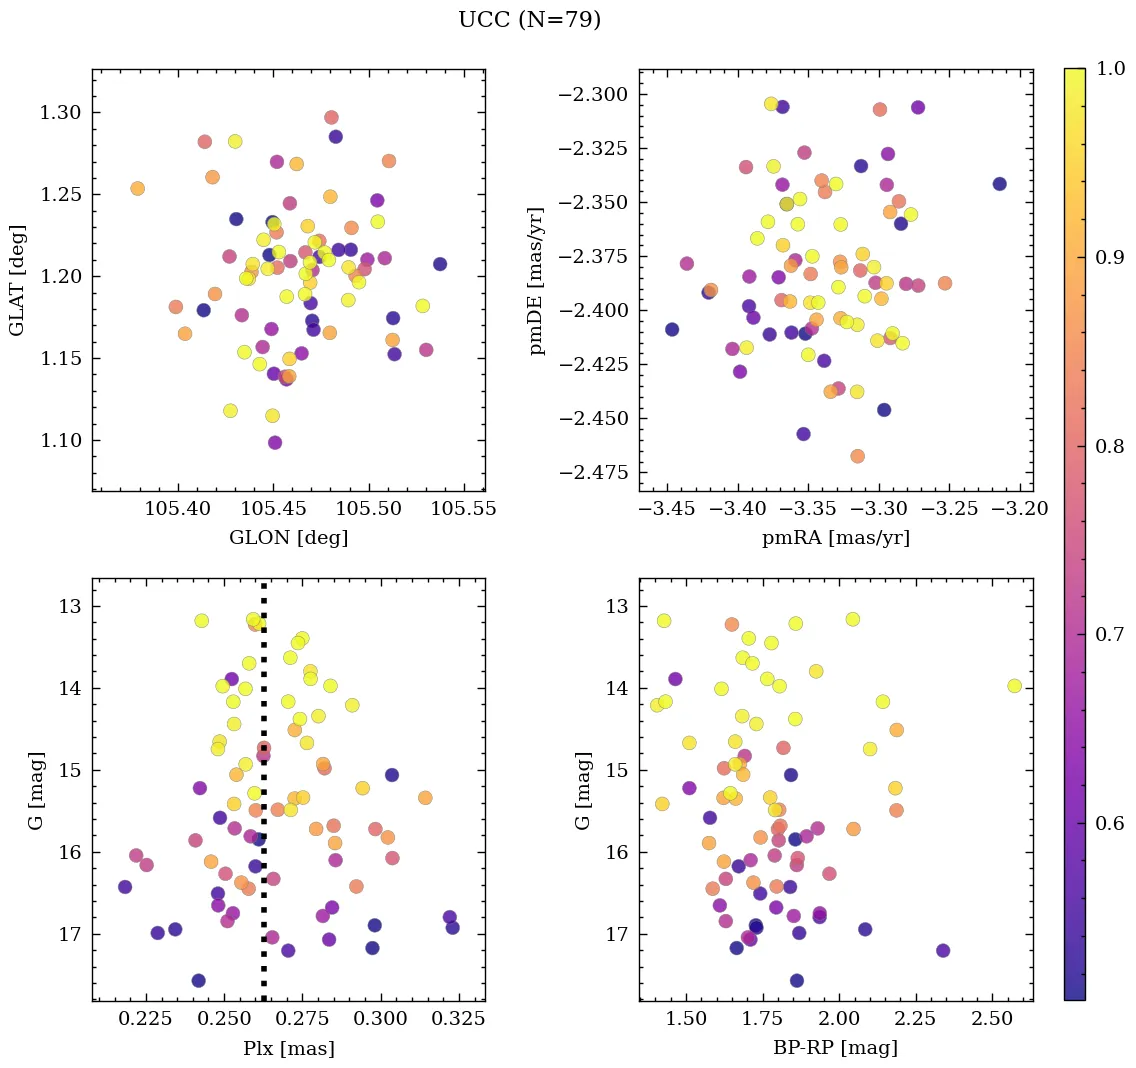 UCC (N=79)
1.30
1.25
1.20
1.15
1.10
GLAT [deg]
105.40 105.45 105.50 105.55
GLON [deg]
−2.300
−2.325
−2.350
−2.375
−2.400
−2.425
−2.450
−2.475
pmDE [mas/yr]
−3.45 −3.40 −3.35 −3.30 −3.25 −3.20
pmRA [mas/yr]
1.0
0.9
0.8
0.7
0.6
13
14
15
16
17
G [mag]
0.225 0.250 0.275 0.300 0.325
Plx [mas]
13
14
15
16
17
G [mag]
1.50 1.75 2.00 2.25 2.50
BP-RP [mag]